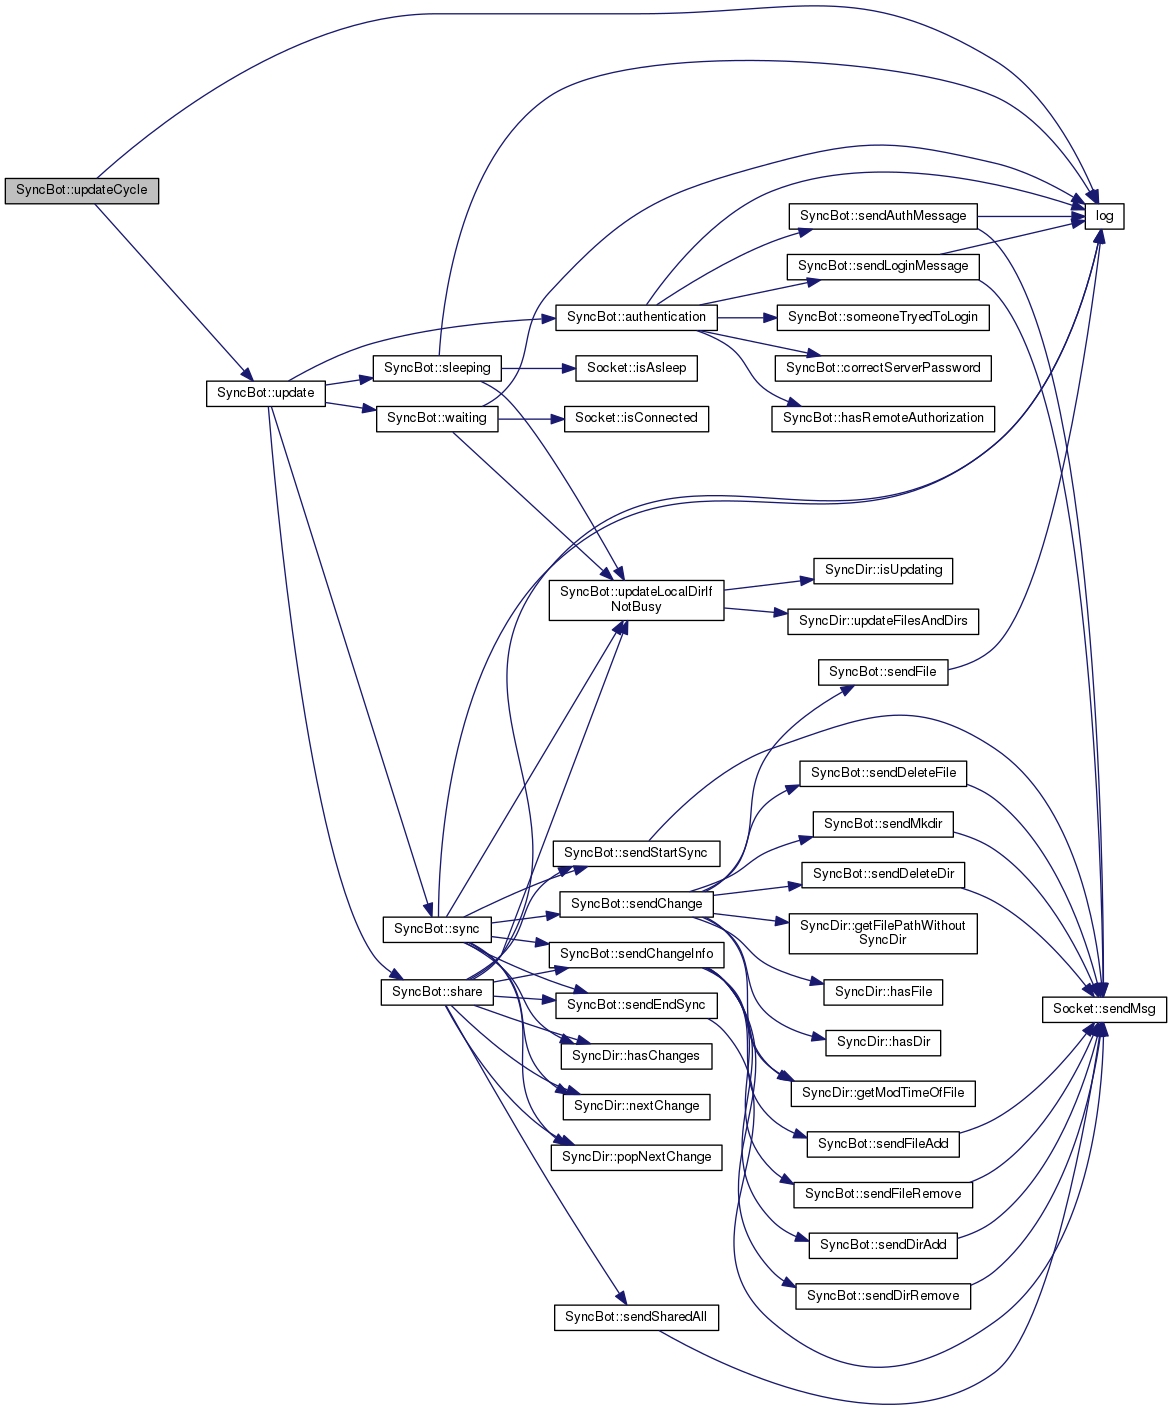 SyncBot::updateCycle
log
SyncBot::sendAuthMessage
SyncBot::sendLoginMessage
SyncBot::authentication
SyncBot::someoneTryedToLogin
SyncBot::sleeping
Socket::isAsleep
SyncBot::correctServerPassword
SyncBot::update
SyncBot::waiting
Socket::isConnected
SyncBot::hasRemoteAuthorization
SyncDir::isUpdating
SyncBot::updateLocalDirIf
NotBusy
SyncDir::updateFilesAndDirs
SyncBot::sendFile
SyncBot::sendDeleteFile
SyncBot::sendMkdir
SyncBot::sendStartSync
SyncBot::sendDeleteDir
SyncBot::sendChange
SyncBot::sync
SyncDir::getFilePathWithout
SyncDir
SyncBot::sendChangeInfo
SyncBot::share
SyncDir::hasFile
SyncBot::sendEndSync
Socket::sendMsg
SyncDir::hasDir
SyncDir::hasChanges
SyncDir::getModTimeOfFile
SyncDir::nextChange
SyncBot::sendFileAdd
SyncDir::popNextChange
SyncBot::sendFileRemove
SyncBot::sendDirAdd
SyncBot::sendDirRemove
SyncBot::sendSharedAll